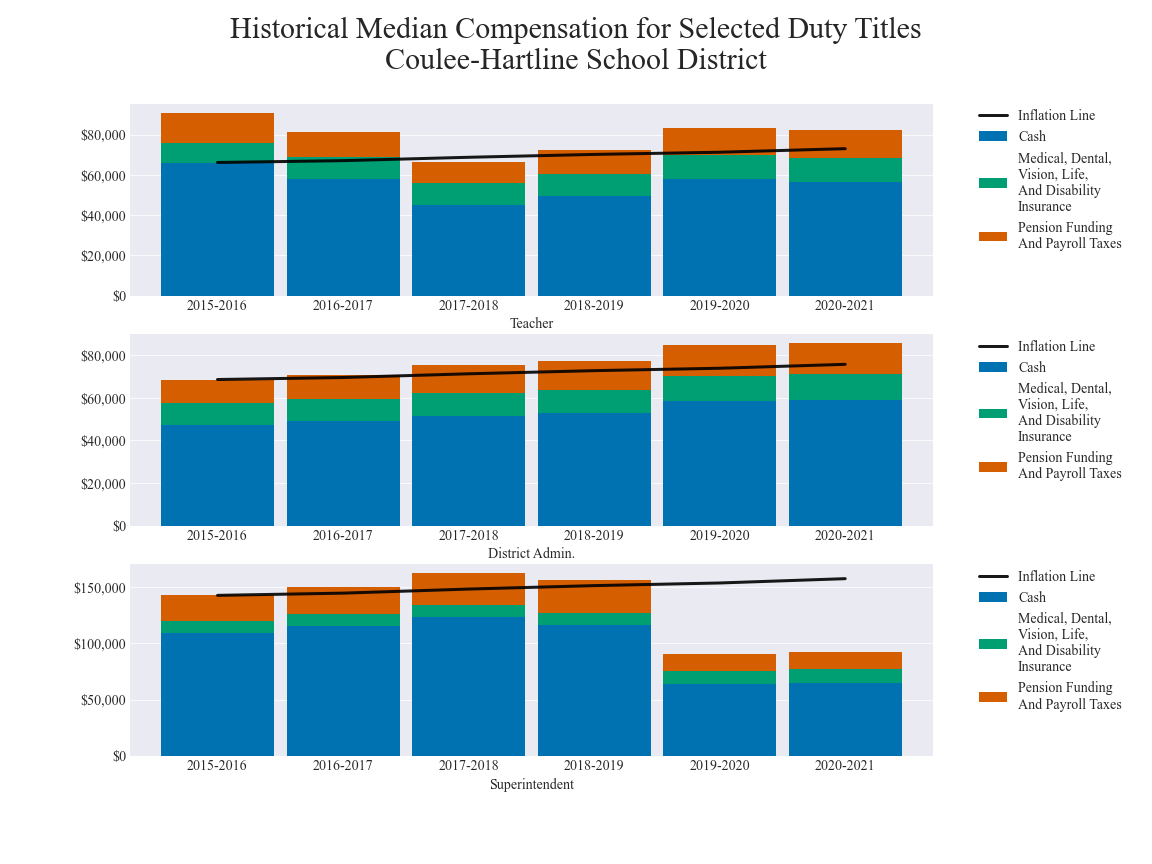 Historical Median Compensation for Selected Duty Titles
Coulee-Hartline School District
$80,000
$60,000
$40,000
$20,000
$0
2015-2016 2016-2017 2017-2018 2018-2019 2019-2020 2020-2021
Teacher
Inflation Line
Cash
Medical, Dental,
Vision, Life,
And Disability
Insurance
Pension Funding
And Payroll Taxes
$80,000
$60,000
$40,000
$20,000
$0
2015-2016 2016-2017 2017-2018 2018-2019 2019-2020 2020-2021
District Admin.
Inflation Line
Cash
Medical, Dental,
Vision, Life,
And Disability
Insurance
Pension Funding
And Payroll Taxes
$150,000
$100,000
$50,000
$0
2015-2016 2016-2017 2017-2018 2018-2019 2019-2020 2020-2021
Superintendent
Inflation Line
Cash
Medical, Dental,
Vision, Life,
And Disability
Insurance
Pension Funding
And Payroll Taxes